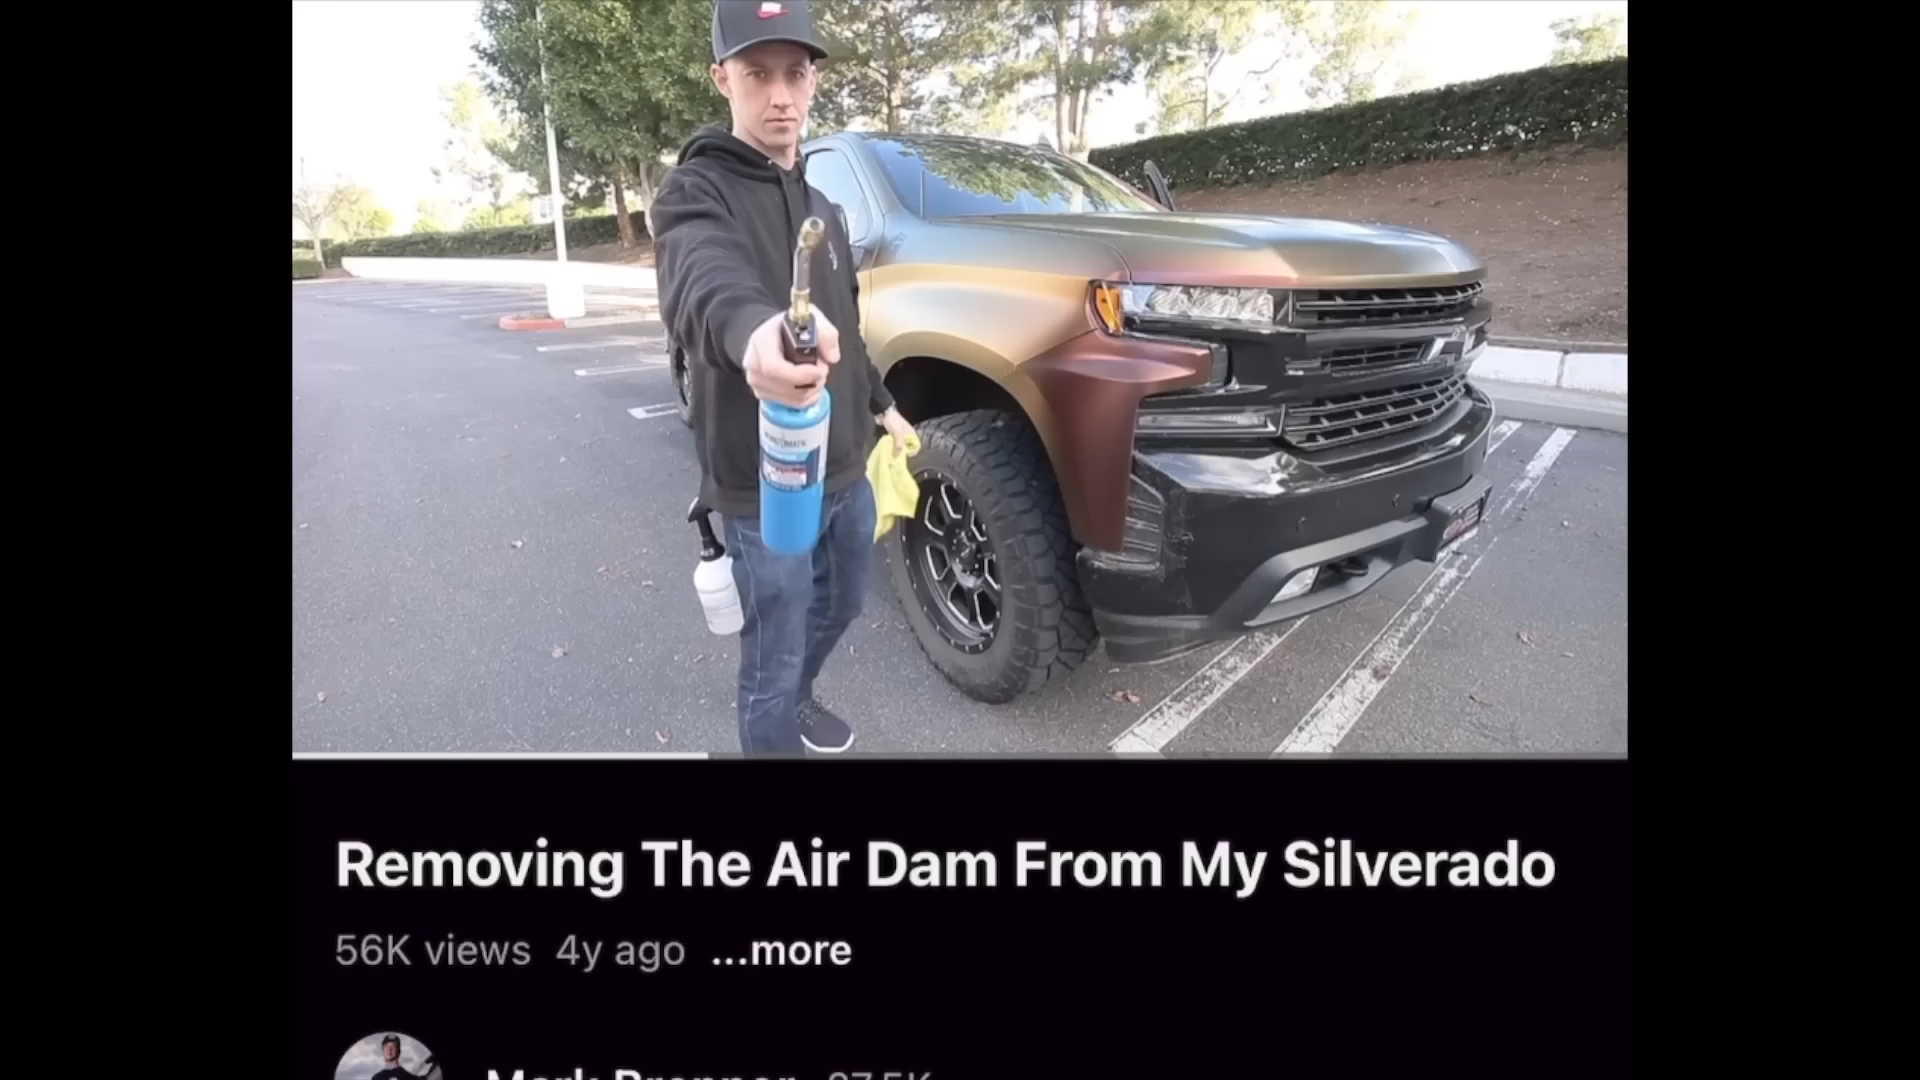 Removing The Air Dam From My Silverado
56K views 4y ago ...more